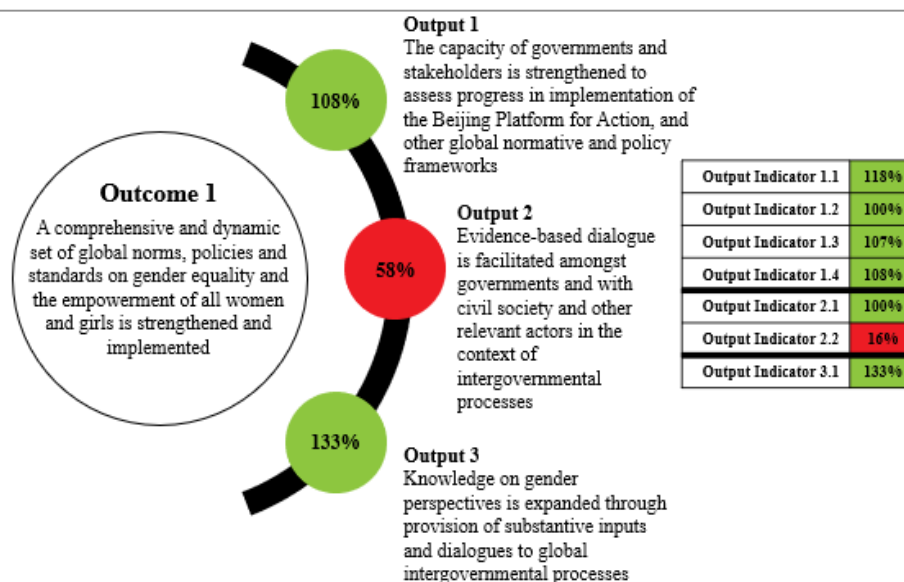 Output 1
The capacity of governments and
stakeholders is strengthened to
assess progress in implementation of
the Beijing Platform for Action, and
other global normative and policy
frameworks
108%
Outcome 1
A comprehensive and dynamic
set of global norms, policies and
standards on gender equality and
the empowerment of all women
and girls is strengthened and
implemented
58%
Output 2
Evidence-based dialogue
is facilitated amongst
governments and with
civil society and other
relevant actors in the
context of
intergovernmental
processes
133%
Output 3
Knowledge on gender
perspectives is expanded through
provision of substantive inputs
and dialogues to global
intergovernmental processes
Output Indicator 1.1 118%
Output Indicator 1.2 100%
Output Indicator 1.3 107%
Output Indicator 1.4 108%
Output Indicator 2.1 100%
Output Indicator 2.2 16%
Output Indicator 3.1 133%